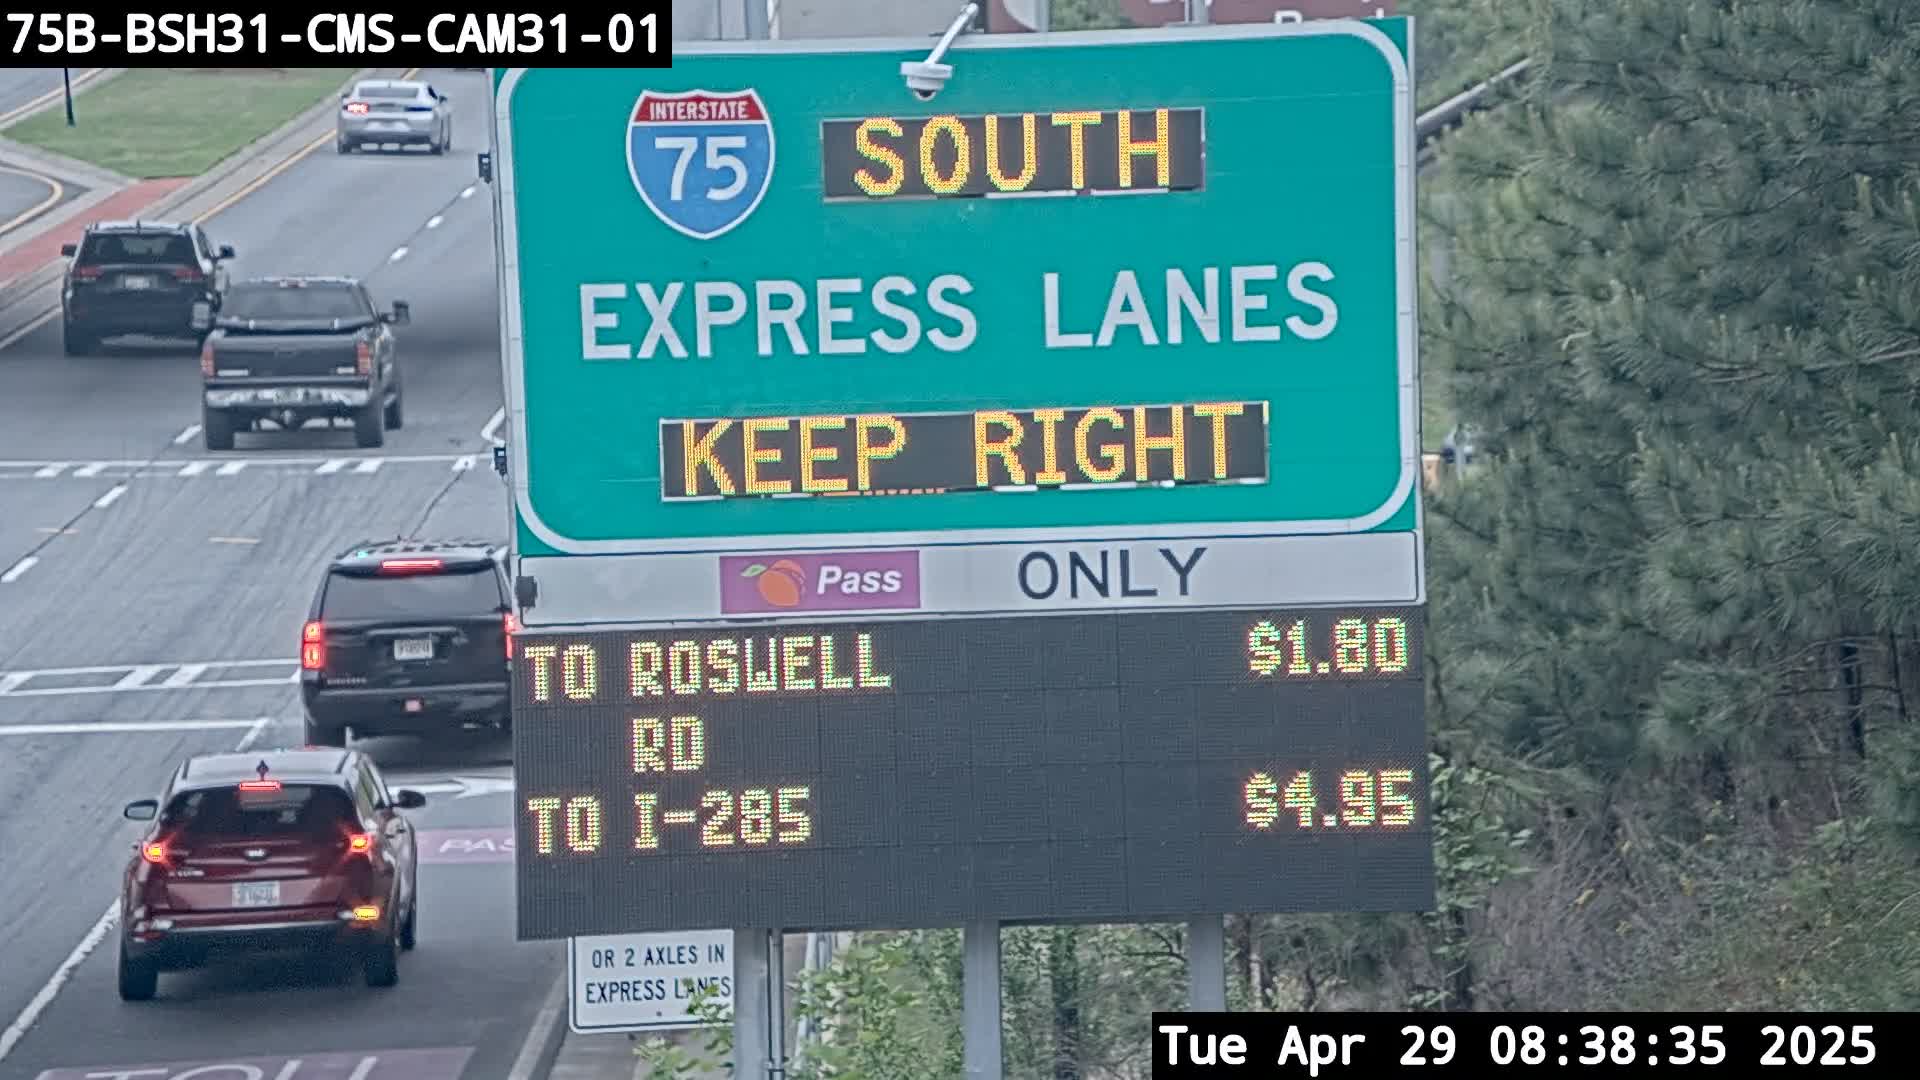 75B-BSH31-CMS-CAM31-01
INTERSTATE
75
SOUTH
EXPRESS LANES
KEEP RIGHT
Pass ONLY
TO ROSWELL $1.80
RD
TO I-285 $4.95
OR 2 AXLES IN
EXPRESS LANES
TOLL
Tue Apr 29 08:38:35 2025